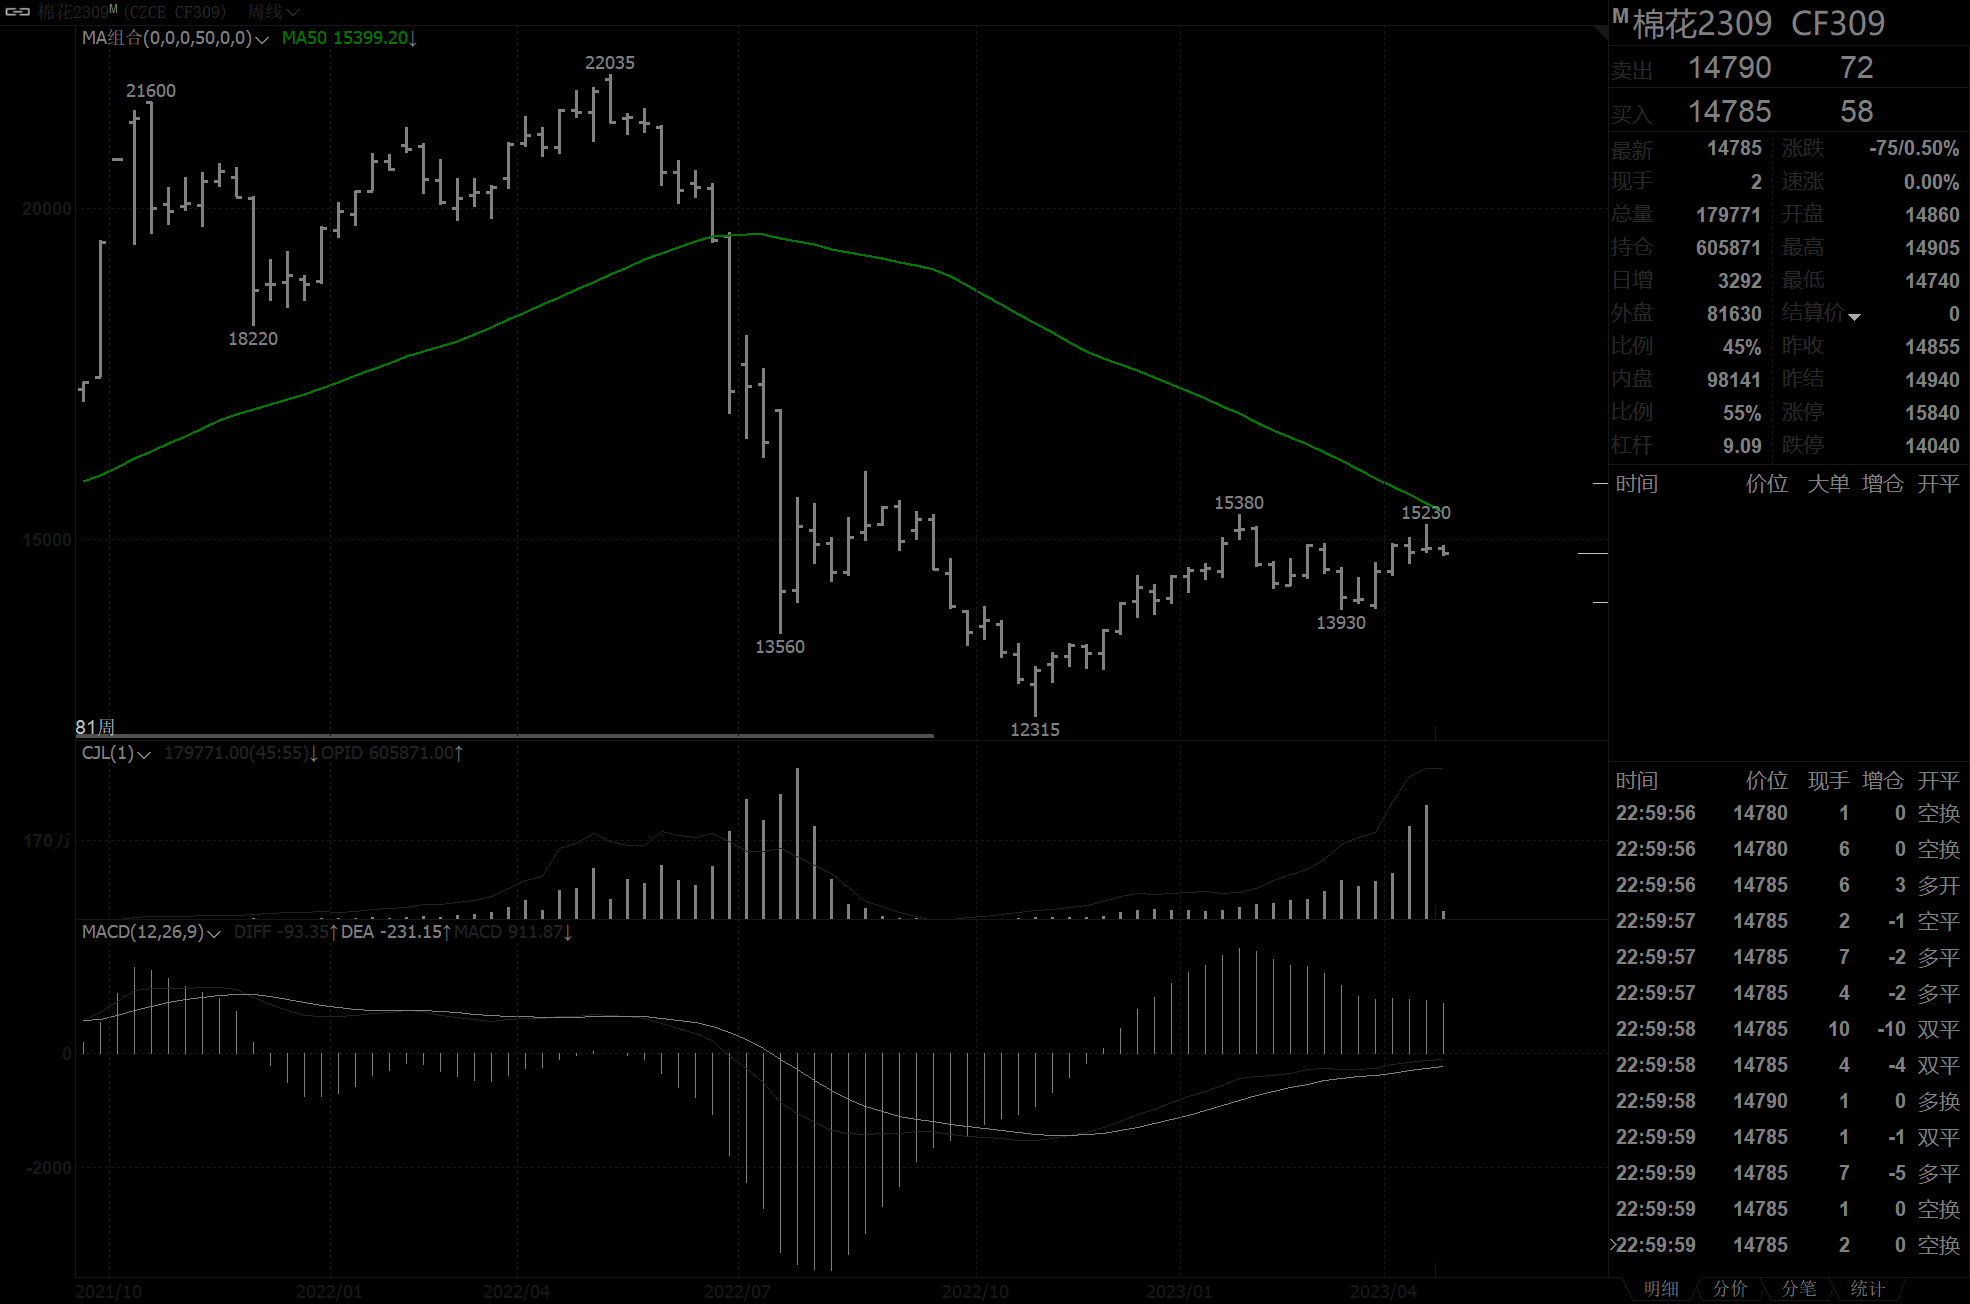 棉花2309M (CZCE CF309) 周线
MA组合(0,0,0,50,0,0) MA50 15399.20↓
22035
21600
20000
18220
15380
15230
15000
13930
13560
12315
81周
CJL(1) 179771.00(45:55)↓OPID 605871.00↑
170万
MACD(12,26,9) DIFF -93.35↑DEA -231.15↑MACD 911.87↓
0
-2000
2021/10 2022/01 2022/04 2022/07 2022/10 2023/01 2023/04
M棉花2309 CF309
卖出 14790 72
买入 14785 58
最新 14785 涨跌 -75/0.50%
现手 2 速涨 0.00%
总量 179771 开盘 14860
持仓 605871 最高 14905
日增 3292 最低 14740
外盘 81630 结算价 0
比例 45% 昨收 14855
内盘 98141 昨结 14940
比例 55% 涨停 15840
杠杆 9.09 跌停 14040
时间 价位 大单 增仓 开平
时间 价位 现手 增仓 开平
22:59:56 14780 1 0 空换
22:59:56 14780 6 0 空换
22:59:56 14785 6 3 多开
22:59:57 14785 2 -1 空平
22:59:57 14785 7 -2 多平
22:59:57 14785 4 -2 多平
22:59:58 14785 10 -10 双平
22:59:58 14785 4 -4 双平
22:59:58 14790 1 0 多换
22:59:59 14785 1 -1 双平
22:59:59 14785 7 -5 多平
22:59:59 14785 1 0 空换
22:59:59 14785 2 0 空换
明细 分价 分笔 统计